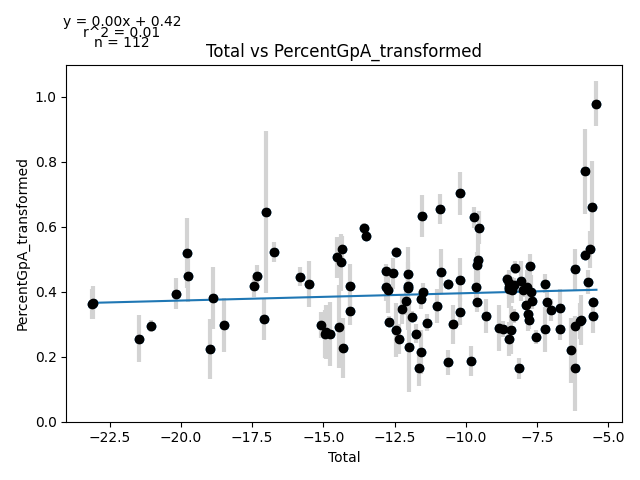 y = 0.00x + 0.42
r^2 = 0.01
n = 112
Total vs PercentGpA_transformed
PercentGpA_transformed
1.0
0.8
0.6
0.4
0.2
0.0
−22.5 −20.0 −17.5 −15.0 −12.5 −10.0 −7.5 −5.0
Total